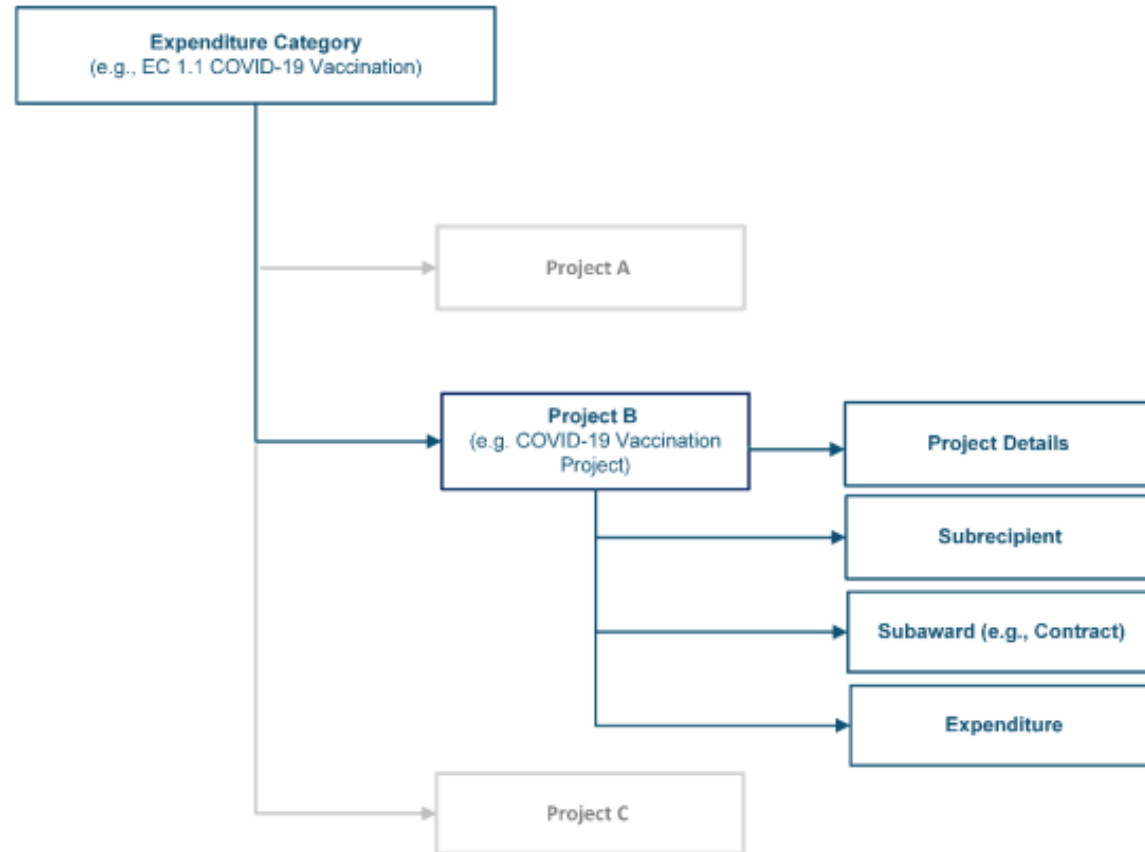 Expenditure Category
(e.g., EC 1.1 COVID-19 Vaccination)
Project A
Project B
(e.g. COVID-19 Vaccination
Project)
Project Details
Subrecipient
Subaward (e.g., Contract)
Expenditure
Project C